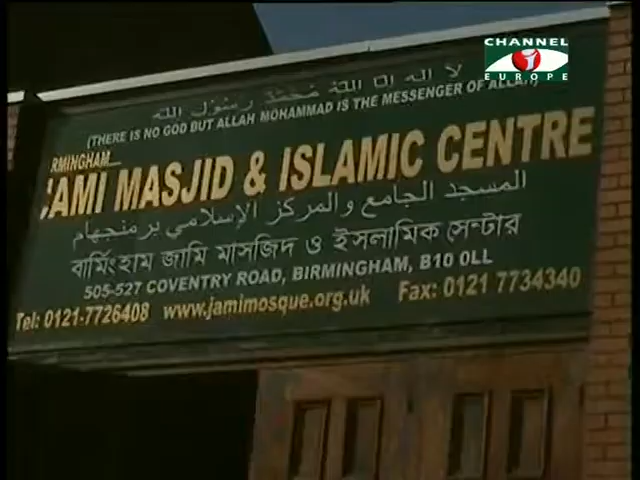 CHANNEL
i
EUROPE
لا اله الا الله محمد رسول الله
(THERE IS NO GOD BUT ALLAH MOHAMMAD IS THE MESSENGER OF ALLAH)
RMINGHAM
JAMI MASJID & ISLAMIC CENTRE
المسجد الجامع والمركز الإسلامي برمنجهام
বার্মিংহাম জামি মাসজিদ ও ইসলামিক সেন্টার
505-527 COVENTRY ROAD, BIRMINGHAM, B10 0LL
Tel: 0121-7726408 www.jamimosque.org.uk Fax: 0121 7734340